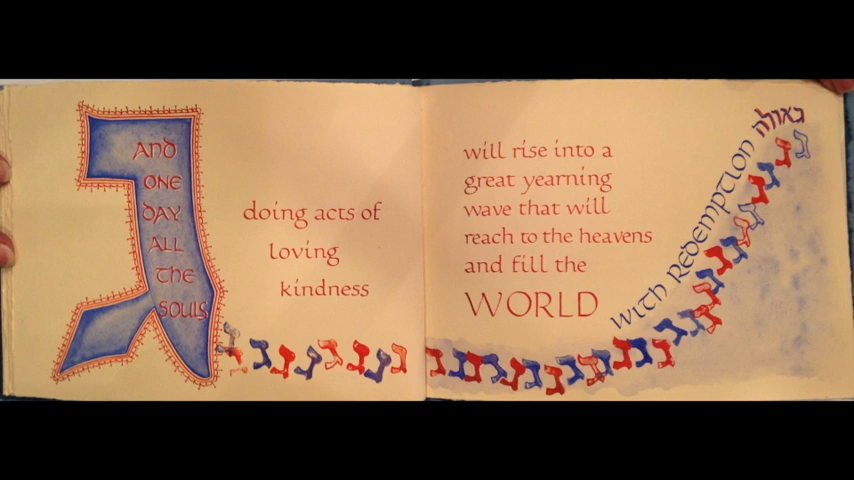 AND
ONE
DAY
ALL
THE
SOULS
doing acts of
loving
kindness
will rise into a
great yearning
wave that will
reach to the heavens
and fill the
WORLD
WITH REDEMPTION גאולה